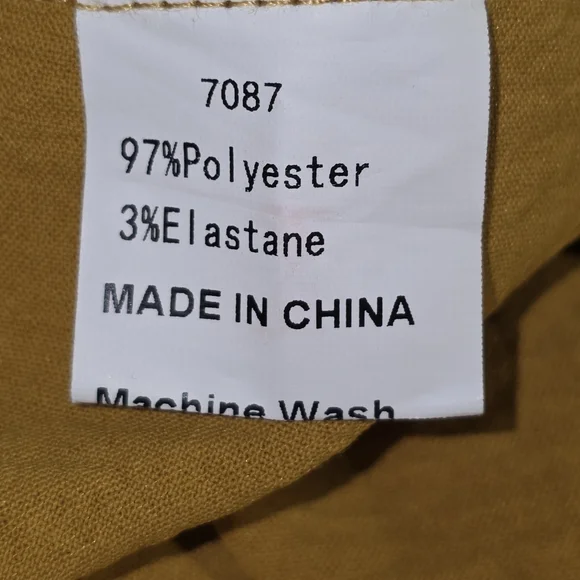 7087
97%Polyester
3%Elastane
MADE IN CHINA
Machine Wash